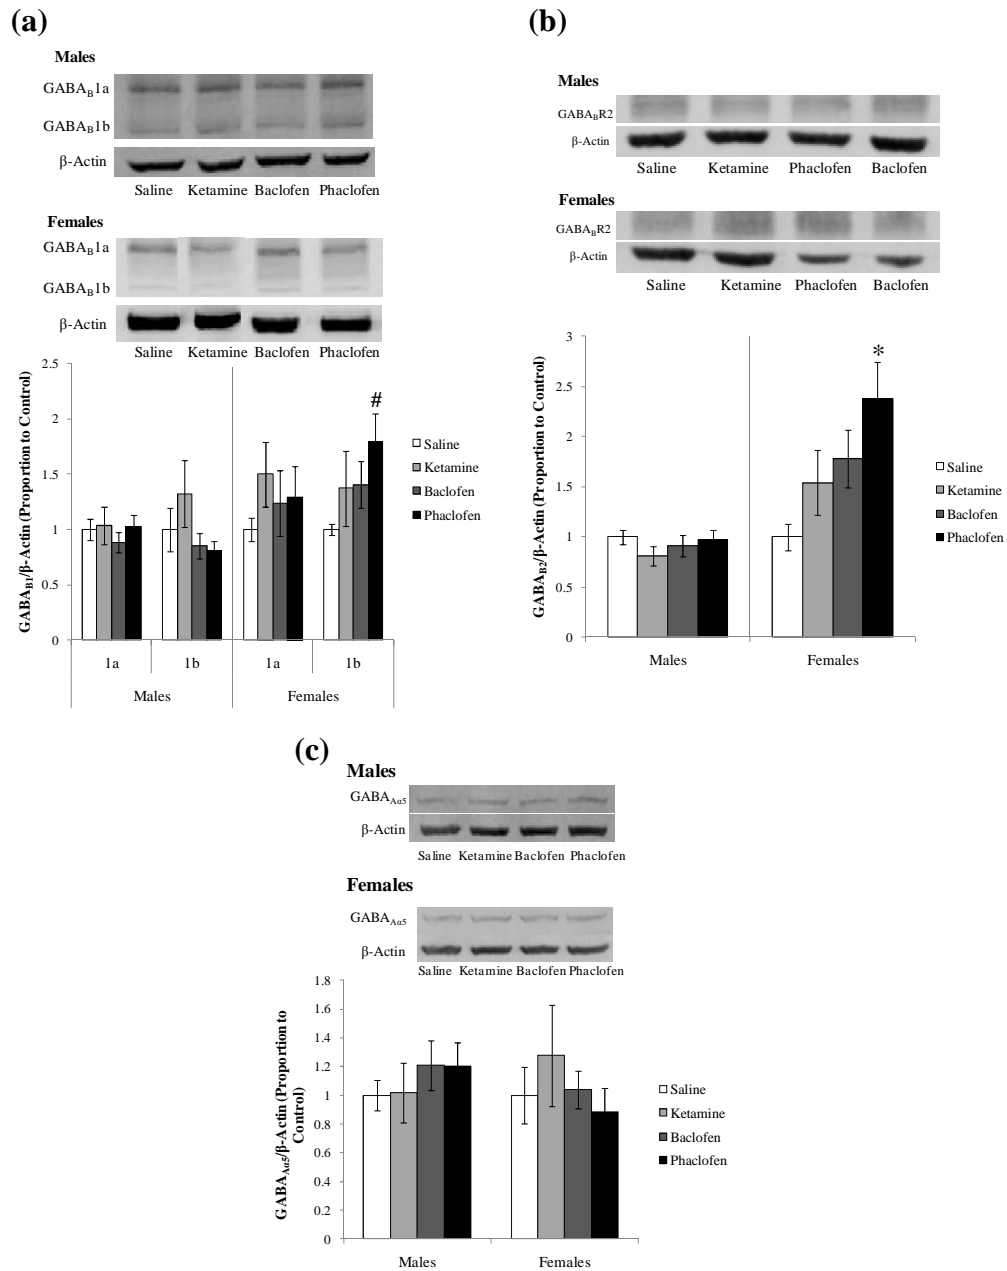 (a)
Males
GABAB1a
GABAB1b
β-Actin
Saline Ketamine Baclofen Phaclofen
Females
GABAB1a
GABAB1b
β-Actin
Saline Ketamine Baclofen Phaclofen
GABAB1/β-Actin (Proportion to Control)
2.5
2
1.5
1
0.5
0
#
1a 1b 1a 1b
Males Females
Saline
Ketamine
Baclofen
Phaclofen
(b)
Males
GABABR2
β-Actin
Saline Ketamine Phaclofen Baclofen
Females
GABABR2
β-Actin
Saline Ketamine Phaclofen Baclofen
GABAB2/β-Actin (Proportion to Control)
3
2.5
2
1.5
1
0.5
0
*
Males Females
Saline
Ketamine
Baclofen
Phaclofen
(c)
Males
GABAAα5
β-Actin
Saline Ketamine Baclofen Phaclofen
Females
GABAAα5
β-Actin
Saline Ketamine Baclofen Phaclofen
GABAAα5/β-Actin (Proportion to
Control)
1.8
1.6
1.4
1.2
1
0.8
0.6
0.4
0.2
0
Males Females
Saline
Ketamine
Baclofen
Phaclofen